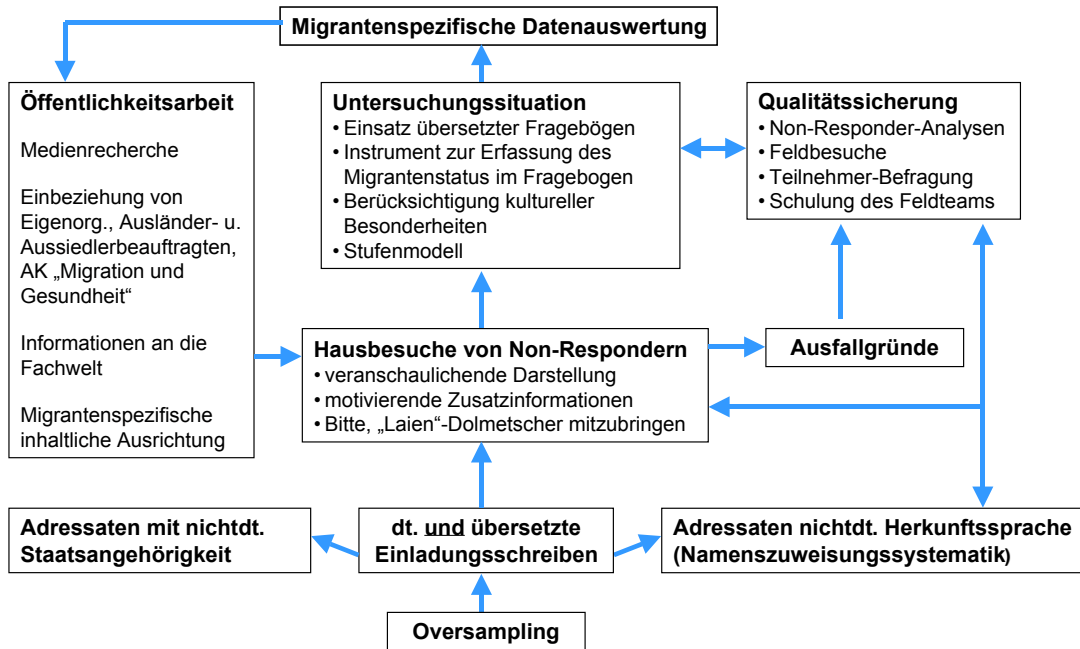 Migrantenspezifische Datenauswertung
Öffentlichkeitsarbeit
Medienrecherche
Einbeziehung von
Eigenorg., Ausländer- u.
Aussiedlerbeauftragten,
AK „Migration und
Gesundheit“
Informationen an die
Fachwelt
Migrantenspezifische
inhaltliche Ausrichtung
Untersuchungssituation
• Einsatz übersetzter Fragebögen
• Instrument zur Erfassung des
Migrantenstatus im Fragebogen
• Berücksichtigung kultureller
Besonderheiten
• Stufenmodell
Qualitätssicherung
• Non-Responder-Analysen
• Feldbesuche
• Teilnehmer-Befragung
• Schulung des Feldteams
Hausbesuche von Non-Respondern
• veranschaulichende Darstellung
• motivierende Zusatzinformationen
• Bitte, „Laien“-Dolmetscher mitzubringen
Ausfallgründe
Adressaten mit nichtdt.
Staatsangehörigkeit
dt. und übersetzte
Einladungsschreiben
Adressaten nichtdt. Herkunftssprache
(Namenszuweisungssystematik)
Oversampling